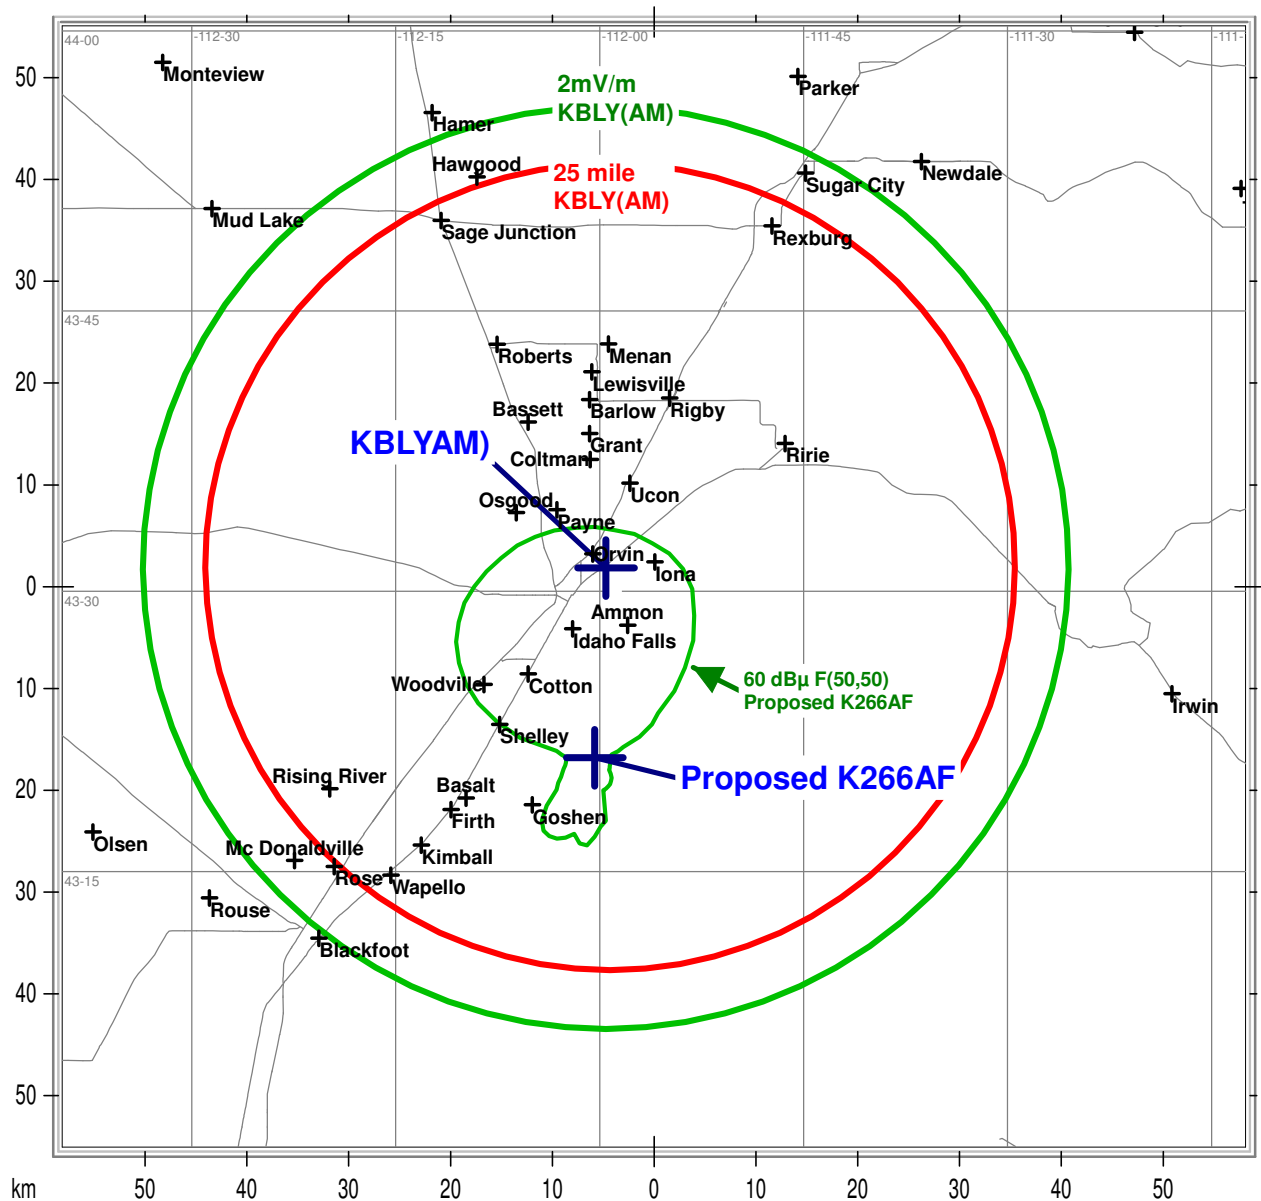 44-00
-112-30
-112-15
-112-00
-111-45
-111-30
-111-
50
Monteview
2mV/m
KBLY(AM)
Parker
Hamer
40
Hawgood
25 mile
KBLY(AM)
Newdale
Sugar City
Mud Lake
Sage Junction
Rexburg
30
43-45
Roberts
Menan
20
Lewisville
Bassett
Barlow
Rigby
KBLYAM)
Grant
Coltman
Ririe
10
Osgood
Ucon
Payne
Orvin
Iona
0
43-30
Ammon
Idaho Falls
10
Woodville
Cotton
60 dBµ F(50,50)
Proposed K266AF
Irwin
Shelley
20
Rising River
Basalt
Proposed K266AF
Firth
Goshen
Olsen
Mc Donaldville
Kimball
43-15
Rose
Wapello
30
Rouse
Blackfoot
40
50
km
50
40
30
20
10
0
10
20
30
40
50